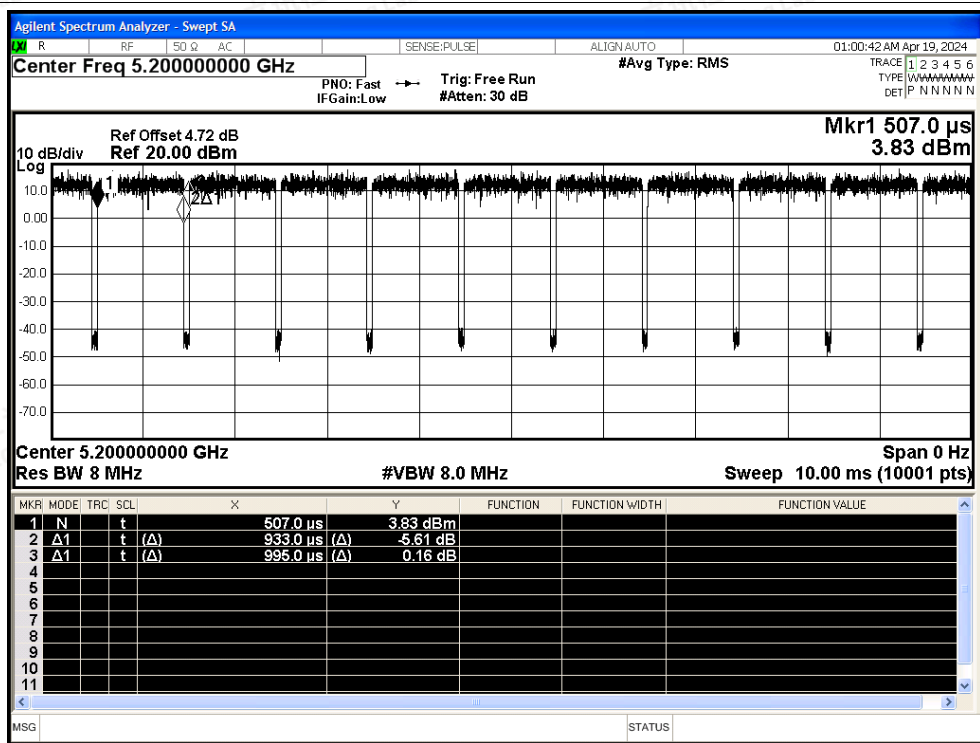 Agilent Spectrum Analyzer - Swept SA
LXI R RF 50 Ω AC SENSE:PULSE ALIGN AUTO 01:00:42 AM Apr 19, 2024
Center Freq 5.200000000 GHz #Avg Type: RMS TRACE 1 2 3 4 5 6
PNO: Fast Trig: Free Run TYPE
IFGain:Low #Atten: 30 dB DET P N N N N N
Ref Offset 4.72 dB Mkr1 507.0 µs
10 dB/div Ref 20.00 dBm 3.83 dBm
Log
1
10.0
2Δ1
0.00
-10.0
-20.0
-30.0
-40.0
-50.0
-60.0
-70.0
Center 5.200000000 GHz Span 0 Hz
Res BW 8 MHz #VBW 8.0 MHz Sweep 10.00 ms (10001 pts)
MKR MODE TRC SCL X Y FUNCTION FUNCTION WIDTH FUNCTION VALUE
1 N t 507.0 µs 3.83 dBm
2 Δ1 t (Δ) 933.0 µs (Δ) -5.61 dB
3 Δ1 t (Δ) 995.0 µs (Δ) 0.16 dB
4
5
6
7
8
9
10
11
MSG STATUS